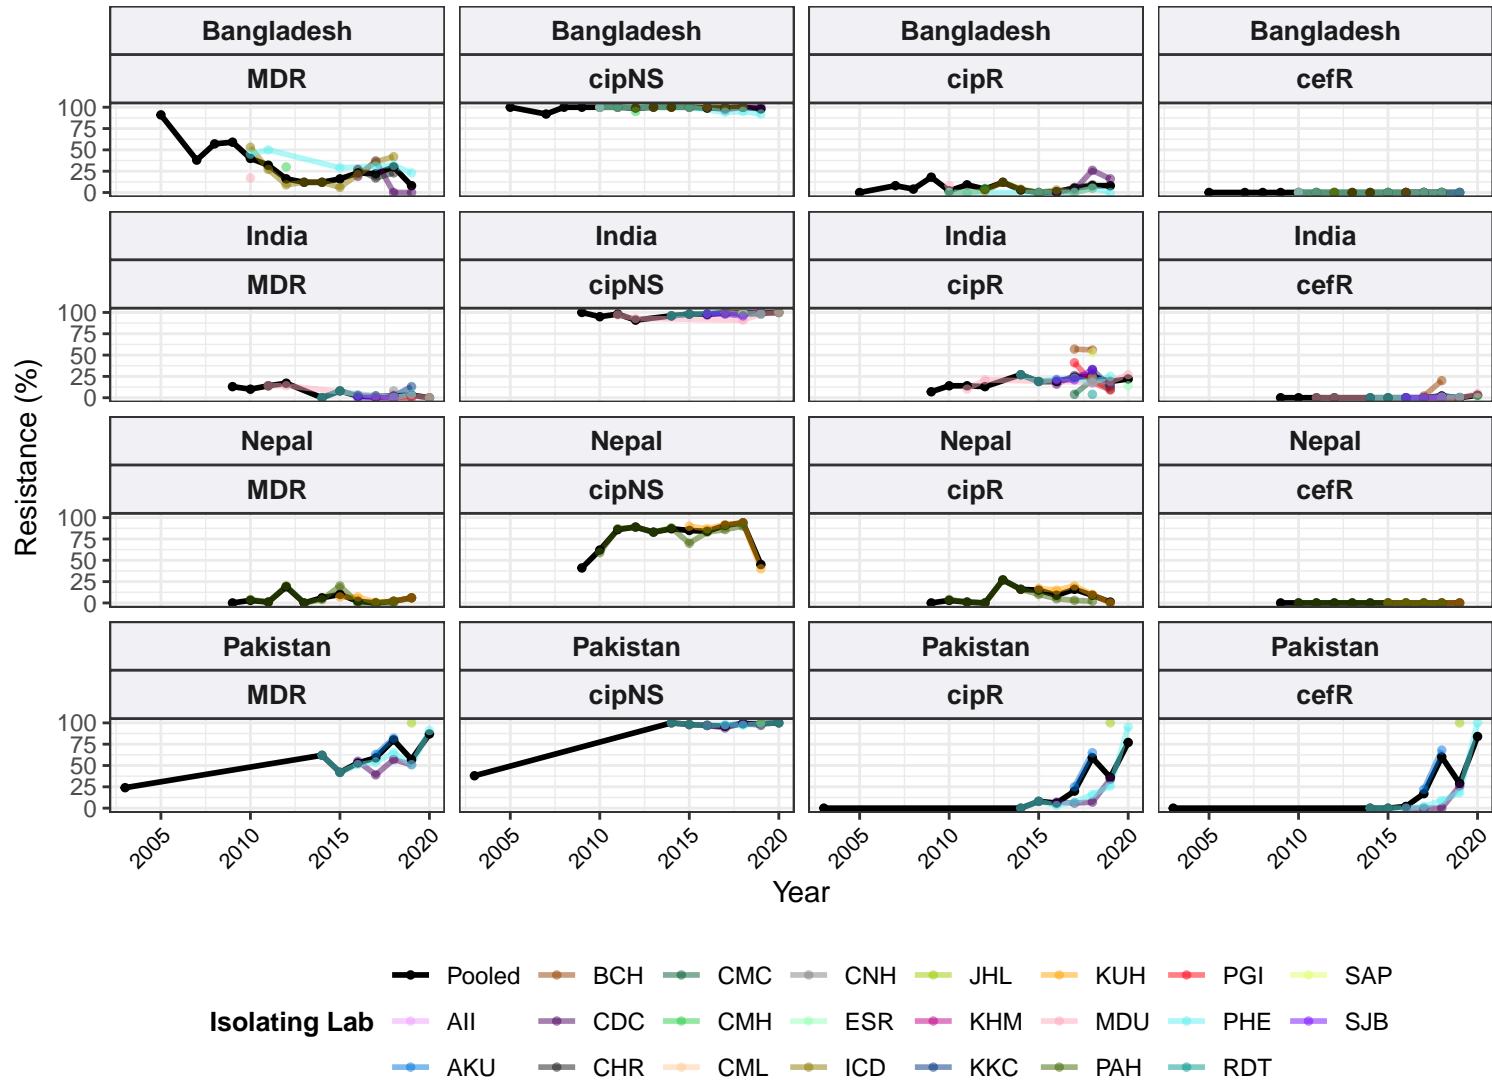 Bangladesh Bangladesh Bangladesh Bangladesh
MDR cipNS cipR cefR
100
75
50
25
0
India India India India
MDR cipNS cipR cefR
100
75
50
25
0
Nepal Nepal Nepal Nepal
MDR cipNS cipR cefR
100
75
50
25
0
Pakistan Pakistan Pakistan Pakistan
MDR cipNS cipR cefR
100
75
50
25
0
Resistance (%)
2005 2010 2015 2020 2005 2010 2015 2020 2005 2010 2015 2020 2005 2010 2015 2020
Year
Isolating Lab
Pooled BCH CMC CNH JHL KUH PGI SAP
AII CDC CMH ESR KHM MDU PHE SJB
AKU CHR CML ICD KKC PAH RDT